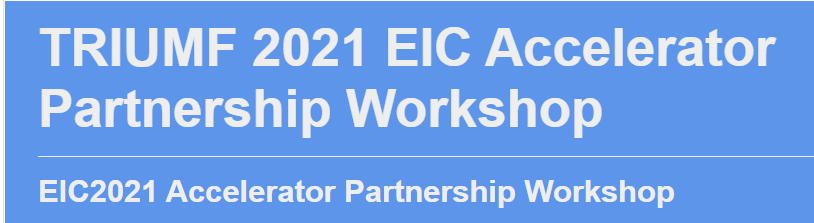 TRIUMF 2021 EIC Accelerator
Partnership Workshop
EIC2021 Accelerator Partnership Workshop